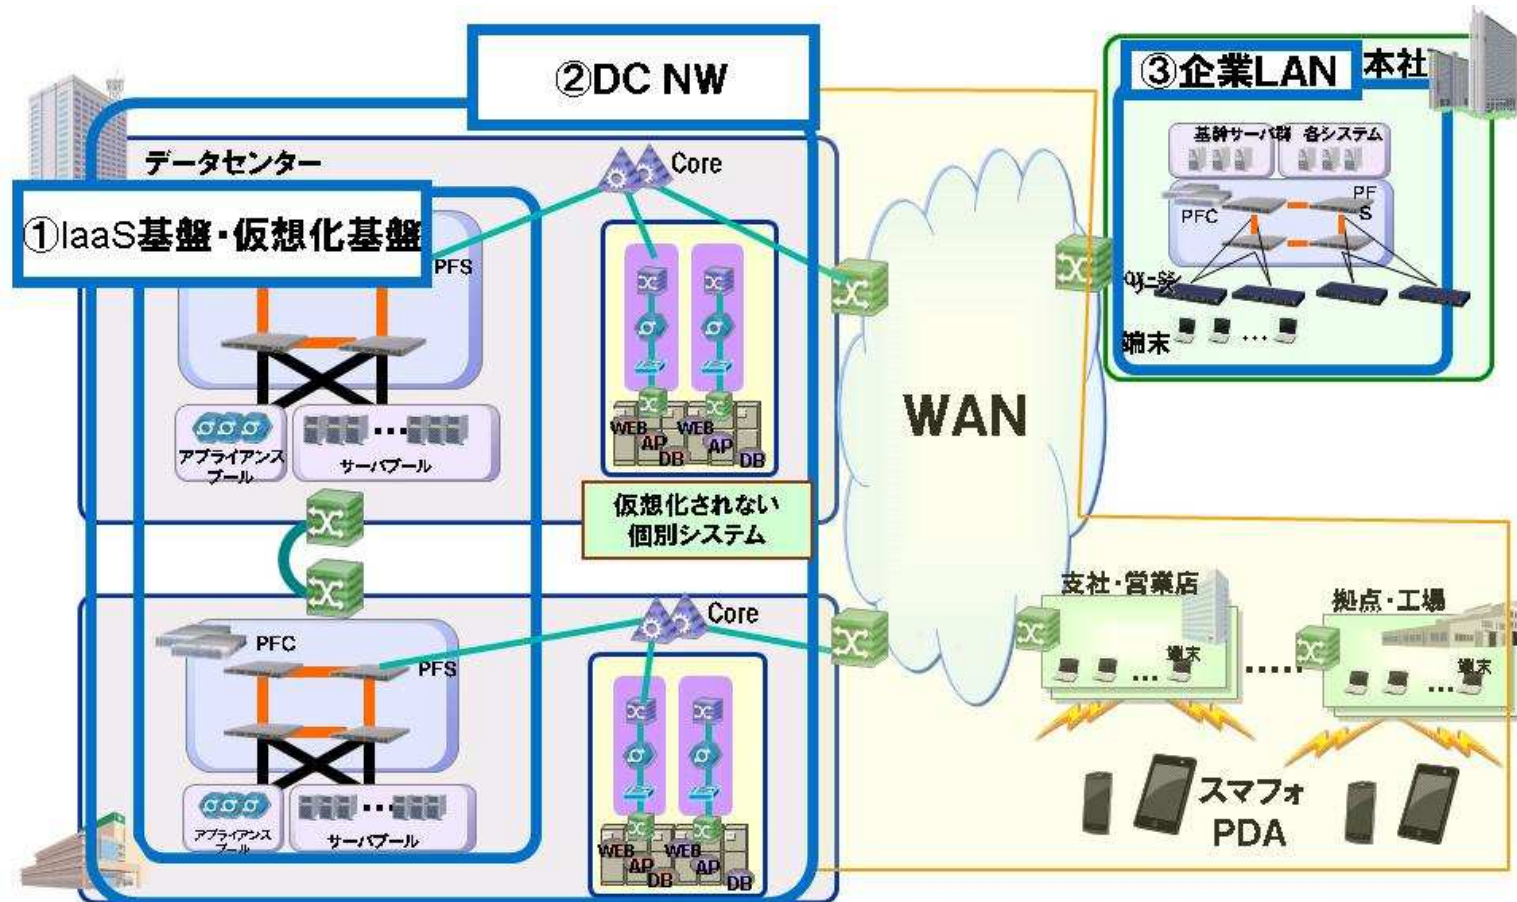 ②DC NW
③企業LAN
本社
データセンター
Core
基幹サーバ群
各システム
①IaaS基盤・仮想化基盤
PFS
PFC
PF
S
端末
…
WAN
WEB
AP
DB
WEB
AP
DB
アプライアンス
プール
…
サーバプール
仮想化されない
個別システム
支社・営業店
拠点・工場
Core
PFC
PFS
端末
…
……
端末
…
スマフォ
PDA
アプライアンス
プール
…
サーバプール
WEB
AP
DB
WEB
AP
DB